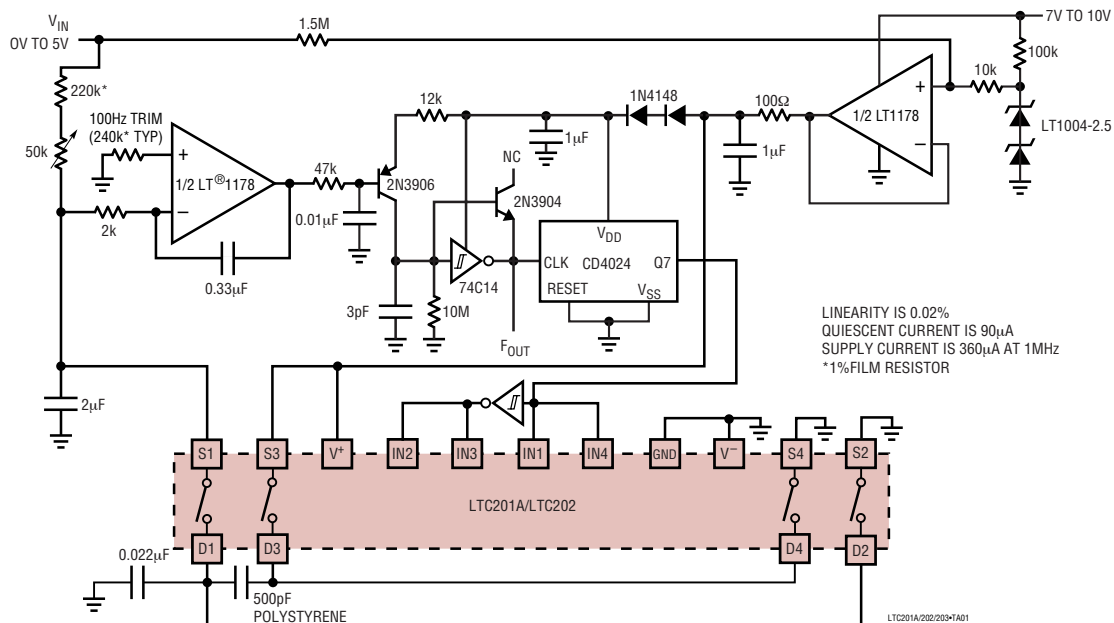 V_IN
0V TO 5V
1.5M
7V TO 10V
100k
10k
220k*
100Hz TRIM
(240k* TYP)
12k
1N4148
100Ω
1/2 LT1178
LT1004-2.5
+
–
1µF
1µF
50k
+
1/2 LT®1178
–
47k
2N3906
NC
2N3904
2k
0.01µF
V_DD
CLK
CD4024
Q7
RESET
V_SS
0.33µF
74C14
3pF
10M
F_OUT
LINEARITY IS 0.02%
QUIESCENT CURRENT IS 90µA
SUPPLY CURRENT IS 360µA AT 1MHz
*1%FILM RESISTOR
2µF
S1
S3
V+
IN2
IN3
IN1
IN4
GND
V–
S4
S2
LTC201A/LTC202
D1
D3
D4
D2
0.022µF
500pF
POLYSTYRENE
LTC201A/202/203•TA01